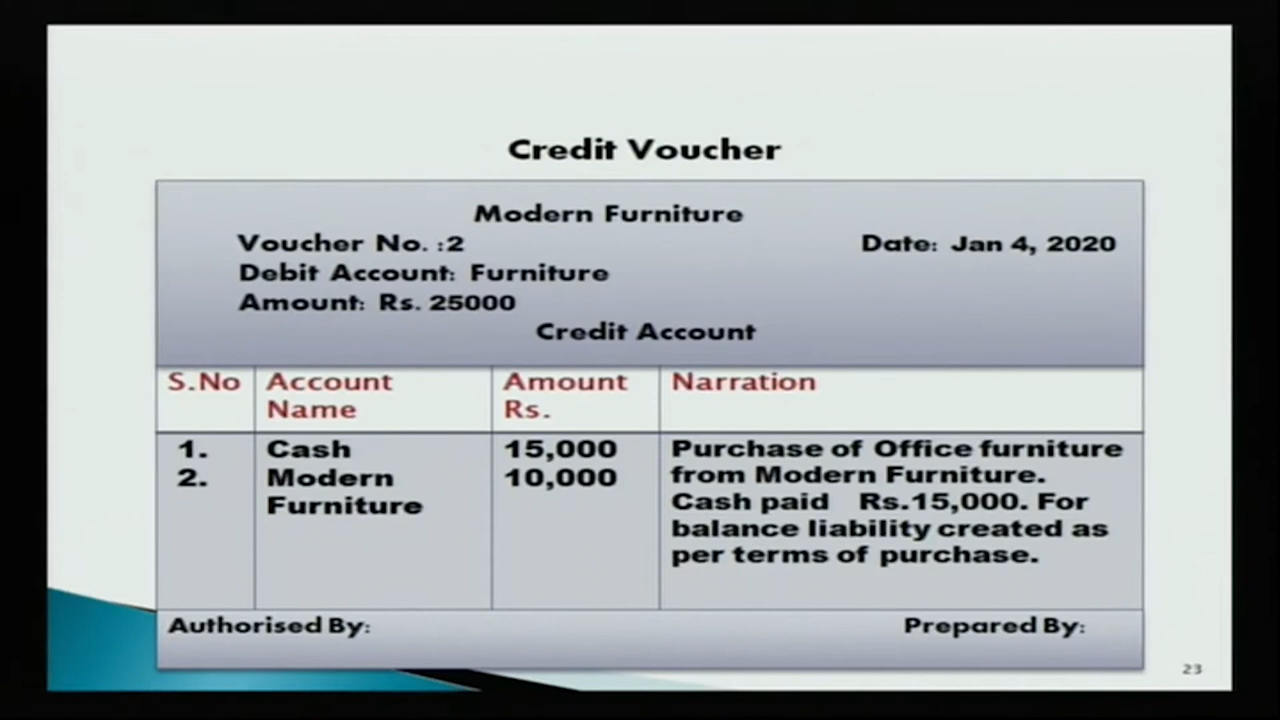 Credit Voucher
Modern Furniture
Voucher No. :2 Date: Jan 4, 2020
Debit Account: Furniture
Amount: Rs. 25000
Credit Account
S.No Account Name Amount Rs. Narration
1. Cash 15,000 Purchase of Office furniture
2. Modern 10,000 from Modern Furniture.
Furniture Cash paid Rs.15,000. For
balance liability created as
per terms of purchase.
Authorised By: Prepared By:
23